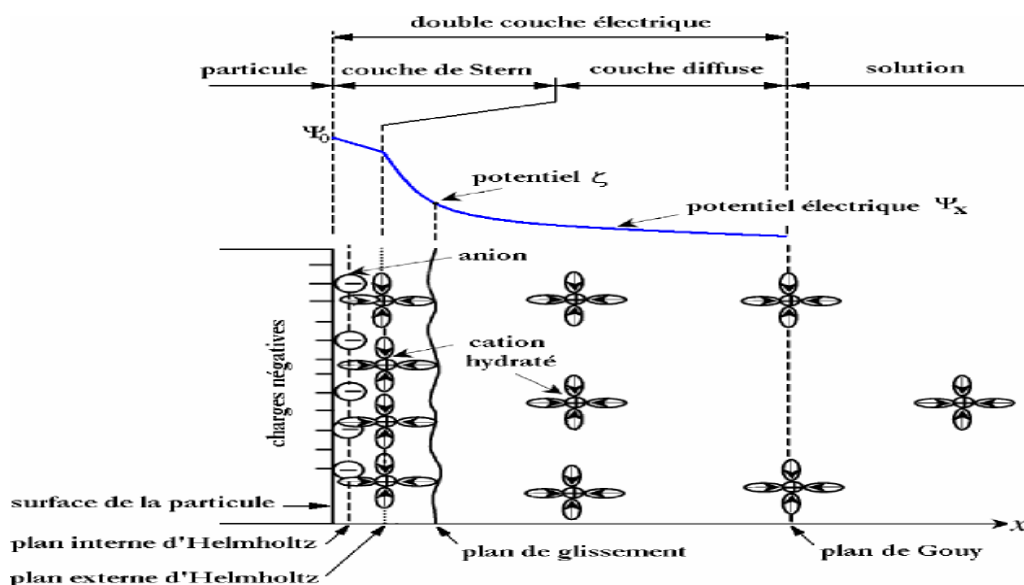 double couche électrique
particule
couche de Stern
couche diffuse
solution
Ψ0
potentiel ζ
potentiel électrique Ψx
anion
cation
hydraté
charges négatives
surface de la particule
x
plan interne d'Helmholtz
plan de glissement
plan de Gouy
plan externe d'Helmholtz